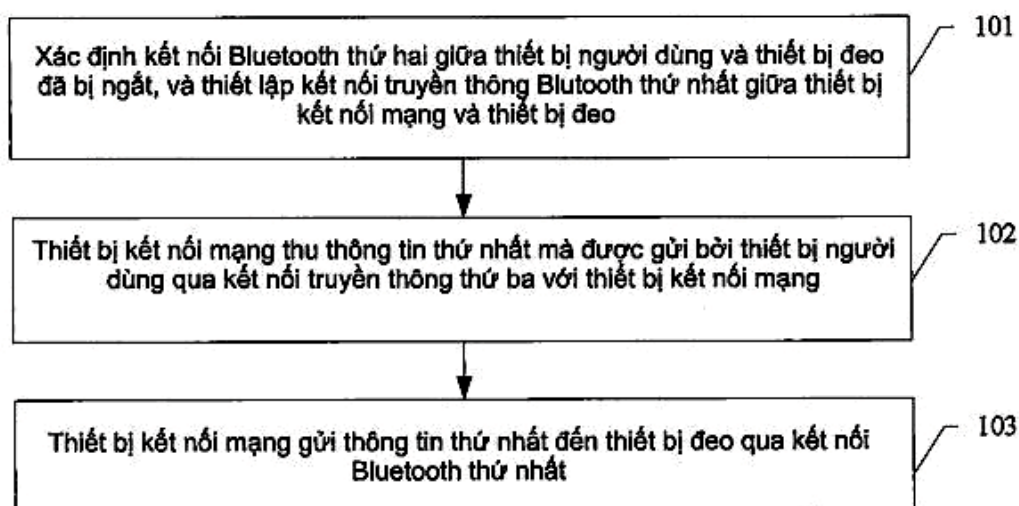 101
Xác định kết nối Bluetooth thứ hai giữa thiết bị người dùng và thiết bị đeo
đã bị ngắt, và thiết lập kết nối truyền thông Blutooth thứ nhất giữa thiết bị
kết nối mạng và thiết bị đeo
102
Thiết bị kết nối mạng thu thông tin thứ nhất mà được gửi bởi thiết bị người
dùng qua kết nối truyền thông thứ ba với thiết bị kết nối mạng
103
Thiết bị kết nối mạng gửi thông tin thứ nhất đến thiết bị đeo qua kết nối
Bluetooth thứ nhất